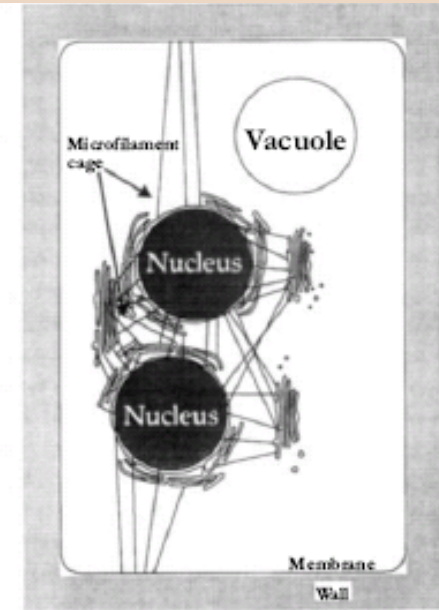 Microfilament
cage
Vacuole
Nucleus
Nucleus
Membrane
Wall